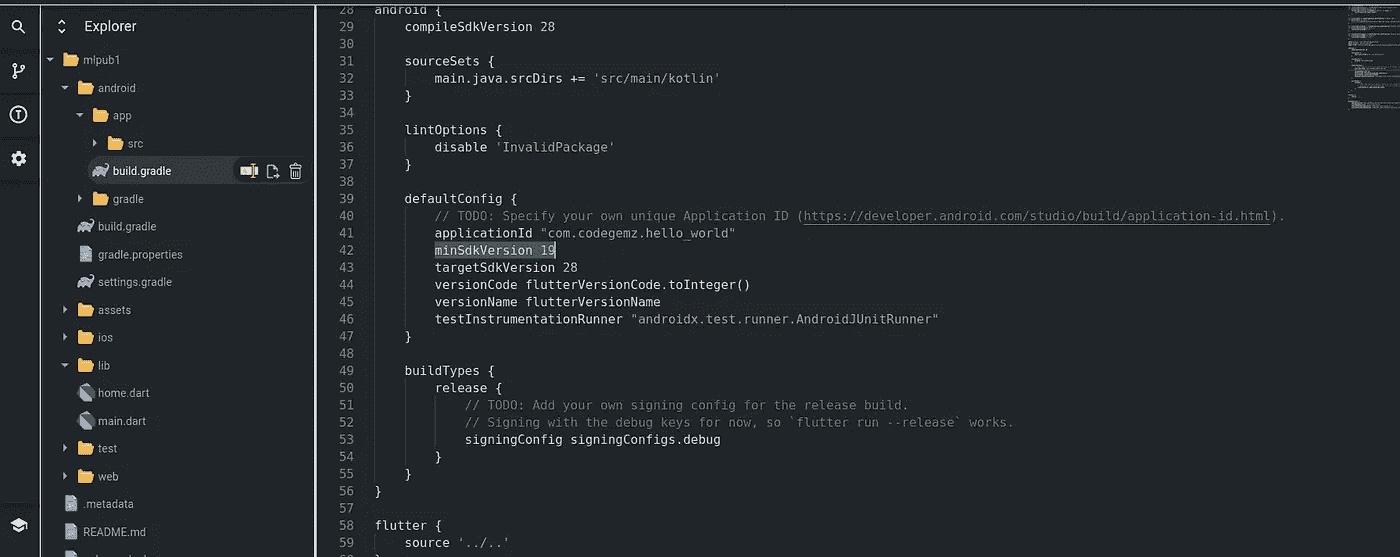 Explorer
mlpub1
android
app
src
build.gradle
gradle
build.gradle
gradle.properties
settings.gradle
assets
ios
lib
home.dart
main.dart
test
web
.metadata
README.md
28 android {
29 compileSdkVersion 28
30
31 sourceSets {
32 main.java.srcDirs += 'src/main/kotlin'
33 }
34
35 lintOptions {
36 disable 'InvalidPackage'
37 }
38
39 defaultConfig {
40 // TODO: Specify your own unique Application ID (https://developer.android.com/studio/build/application-id.html).
41 applicationId "com.codegemz.hello_world"
42 minSdkVersion 19
43 targetSdkVersion 28
44 versionCode flutterVersionCode.toInteger()
45 versionName flutterVersionName
46 testInstrumentationRunner "androidx.test.runner.AndroidJUnitRunner"
47 }
48
49 buildTypes {
50 release {
51 // TODO: Add your own signing config for the release build.
52 // Signing with the debug keys for now, so `flutter run --release` works.
53 signingConfig signingConfigs.debug
54 }
55 }
56 }
57
58 flutter {
59 source '../..'